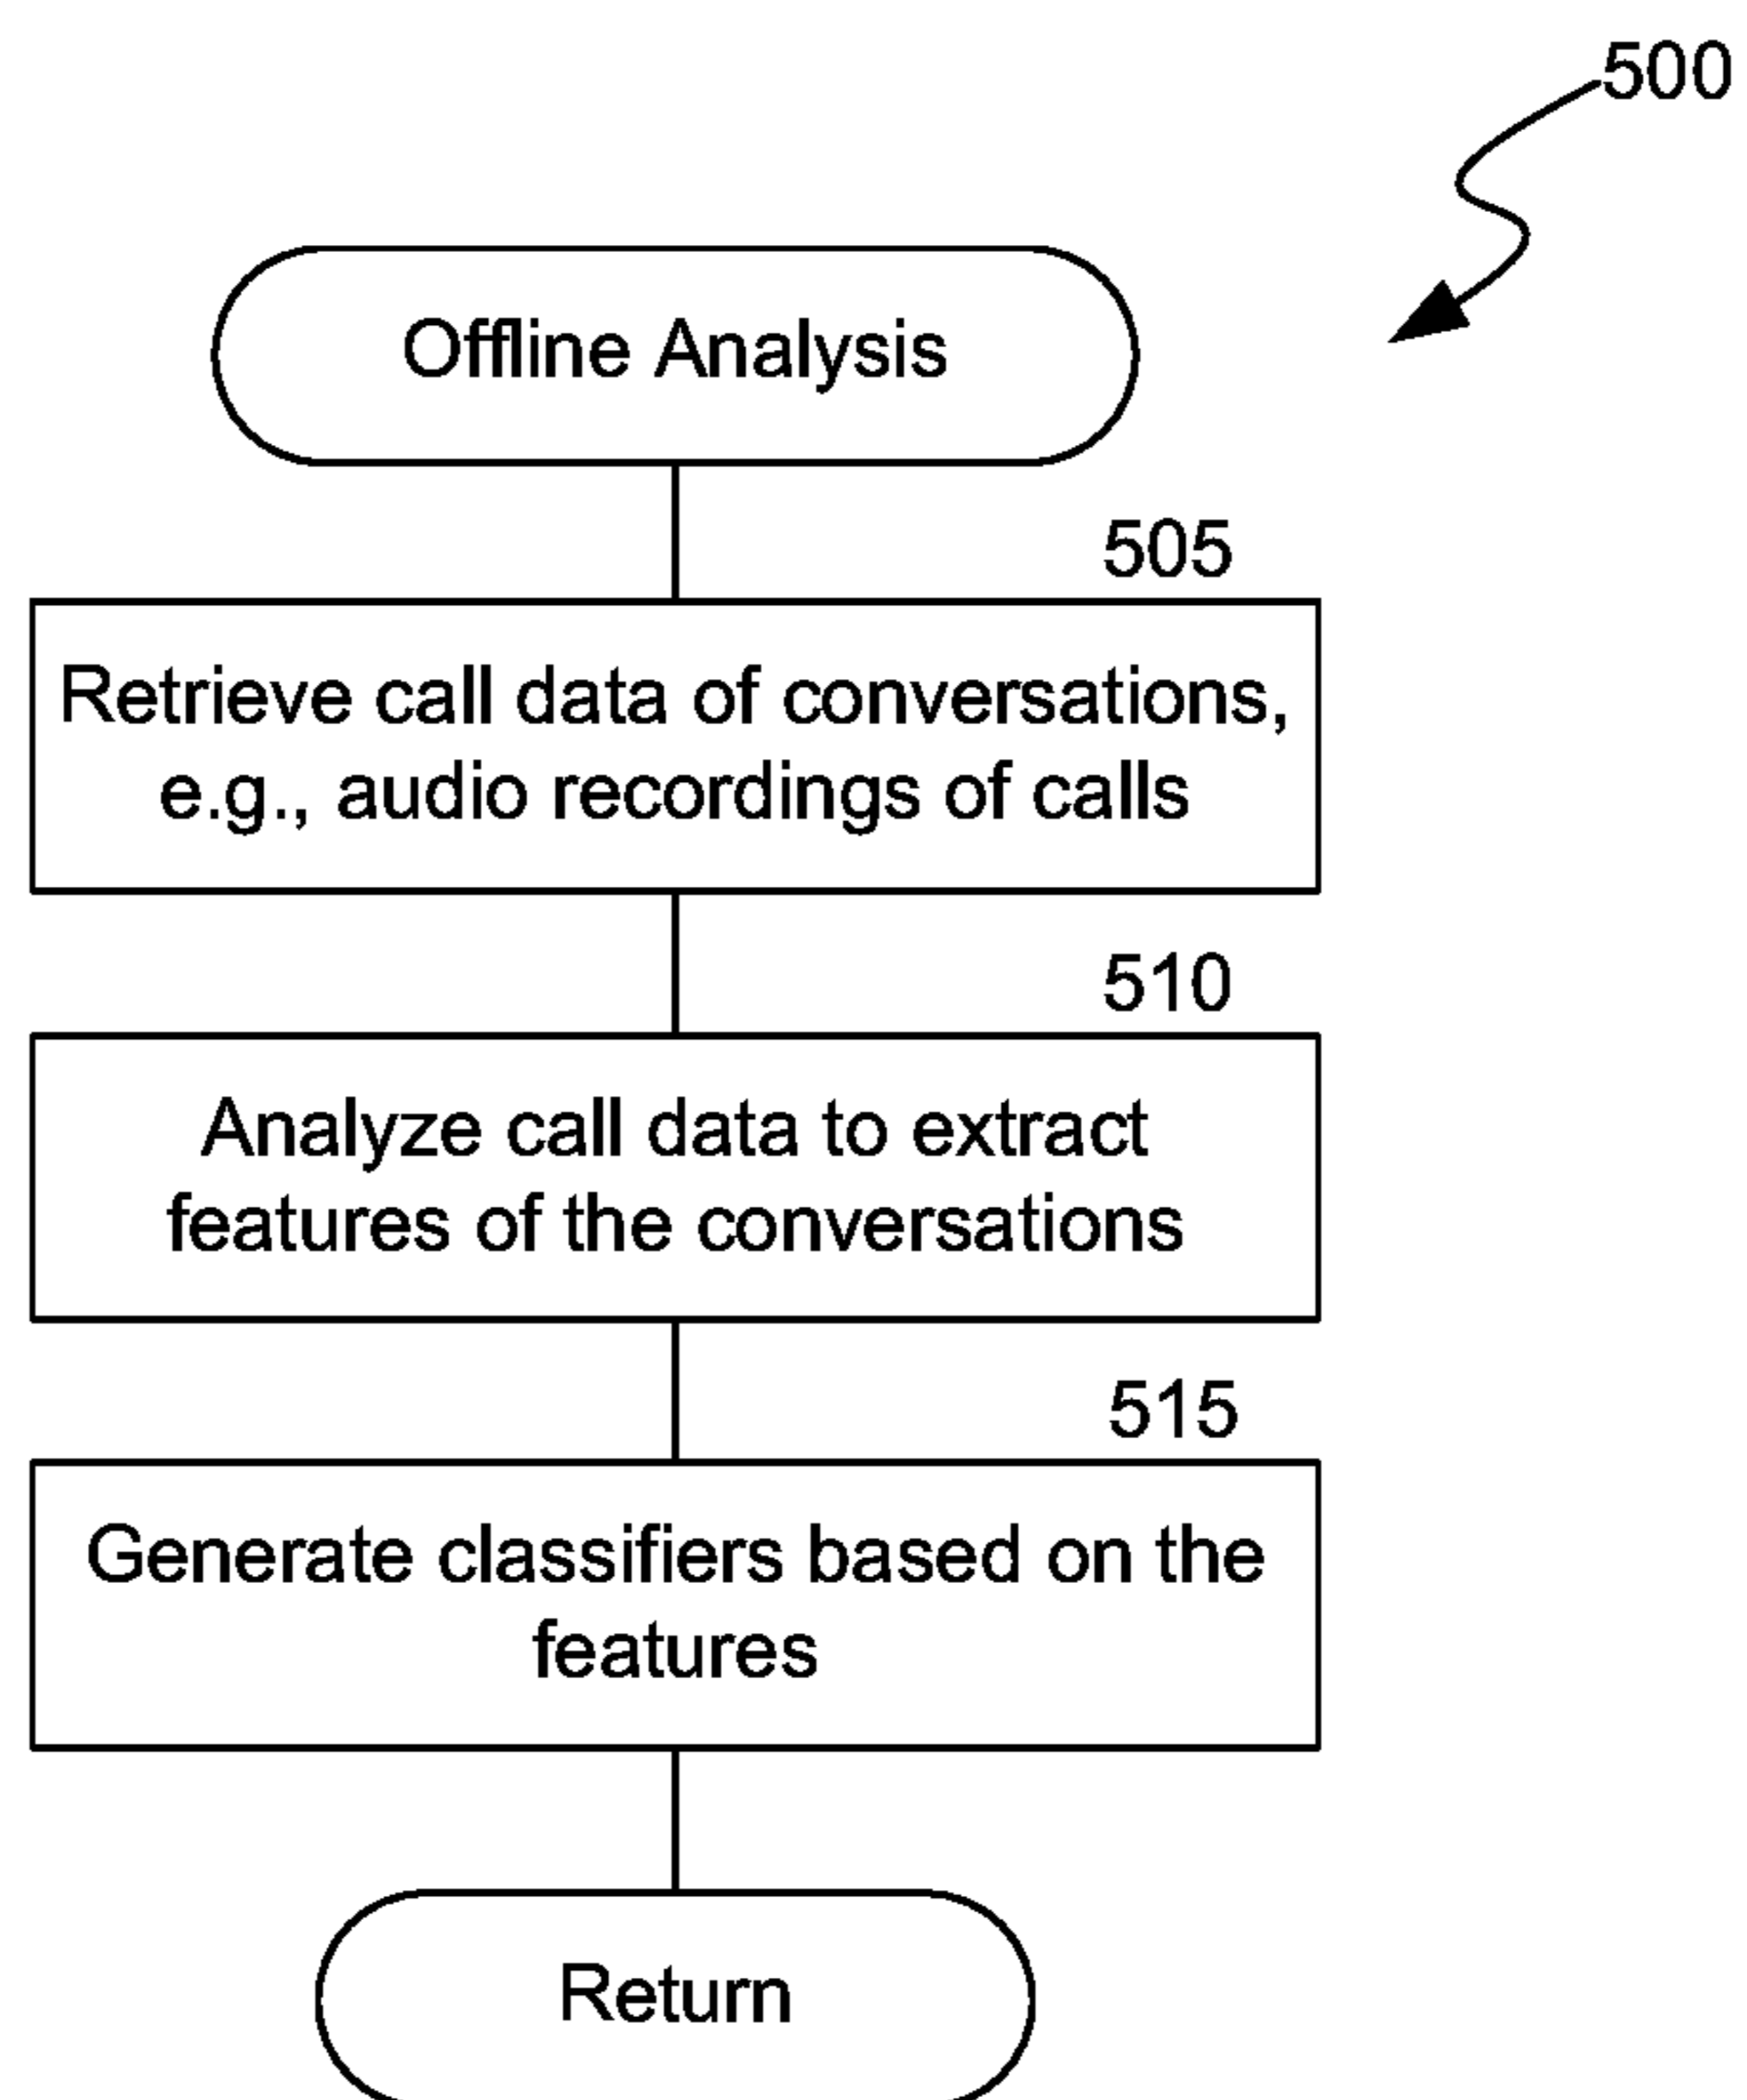 500
Offline Analysis
505
Retrieve call data of conversations,
e.g., audio recordings of calls
510
Analyze call data to extract
features of the conversations
515
Generate classifiers based on the
features
Return